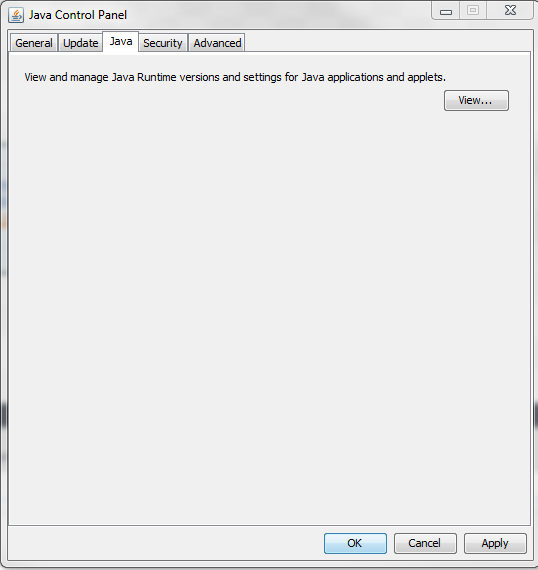 Java Control Panel
General Update Java Security Advanced
View and manage Java Runtime versions and settings for Java applications and applets.
View...
OK Cancel Apply